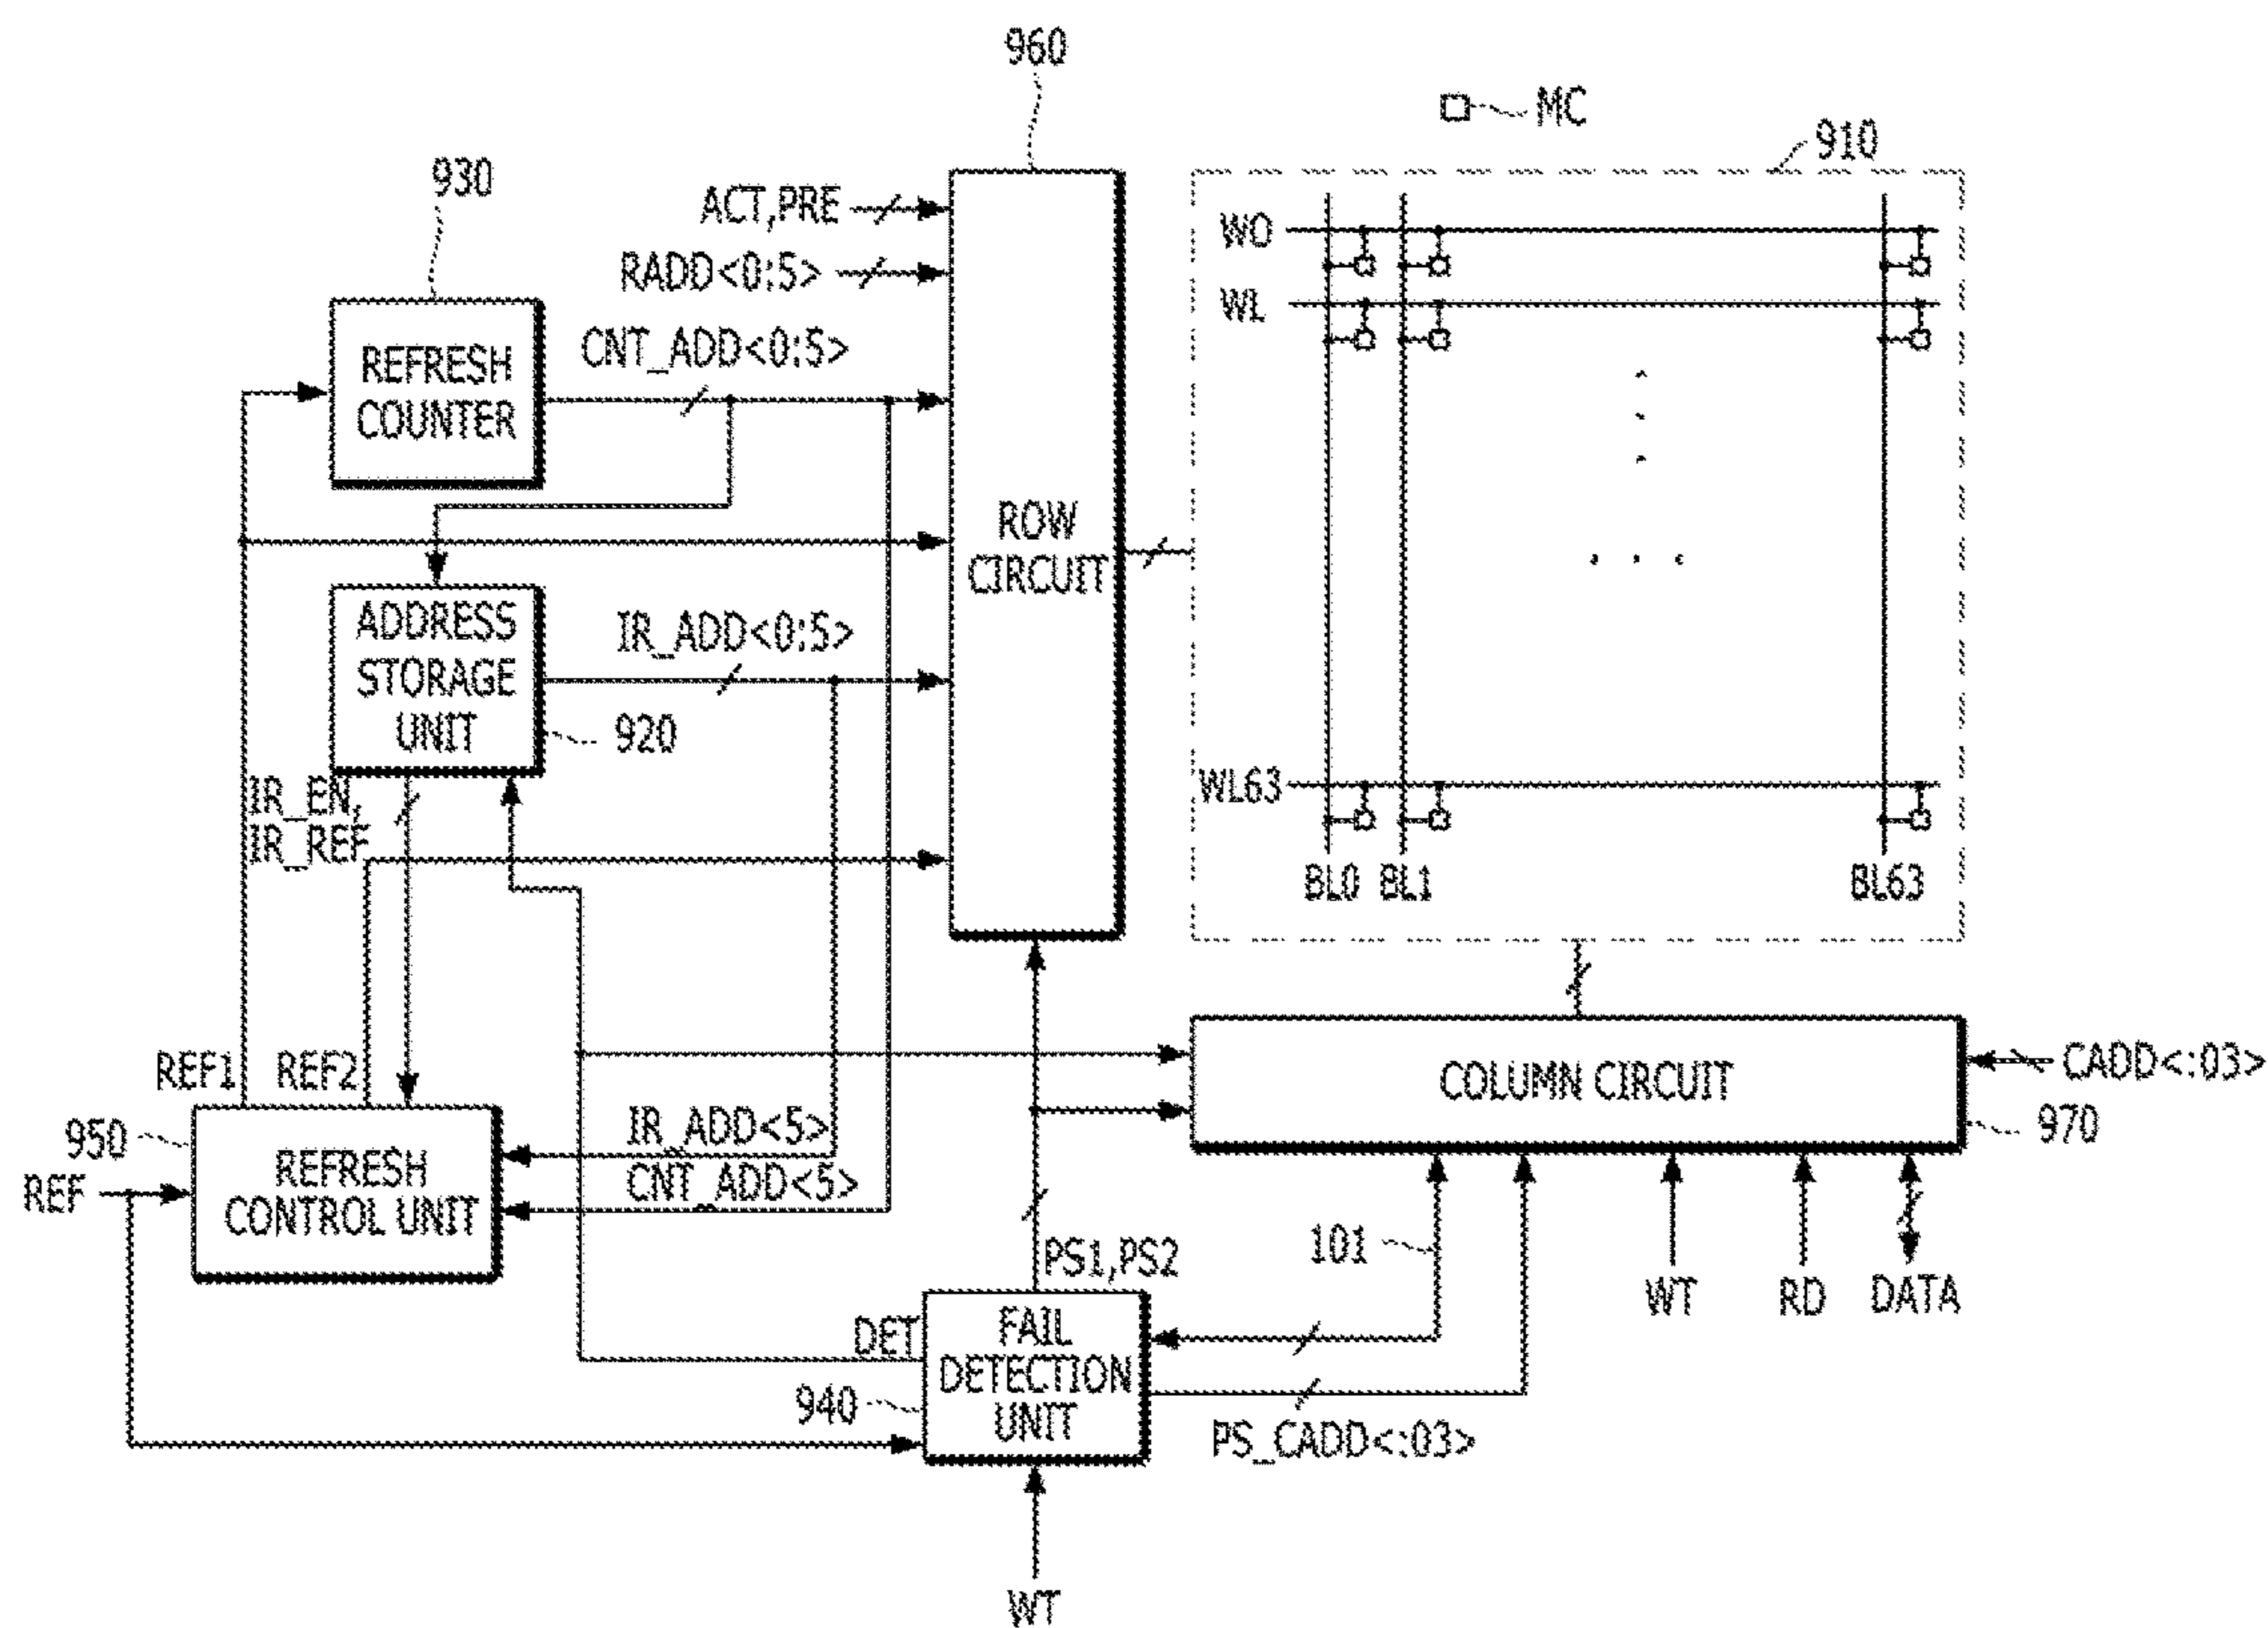 960
MC
910
930
ACT,PRE
WO
RADD<0:5>
WL
REFRESH
COUNTER
CNT_ADD<0:5>
ROW
CIRCUIT
ADDRESS
STORAGE
UNIT
IR_ADD<0:5>
920
IR_EN,
IR_REF
WL63
BL0 BL1
BL63
REF1
REF2
COLUMN CIRCUIT
CADD<:03>
970
950
IR_ADD<5>
CNT_ADD<5>
REF
REFRESH
CONTROL UNIT
101
PS1,PS2
WT
RD
DATA
DET
FAIL
DETECTION
UNIT
940
PS_CADD<:03>
WT